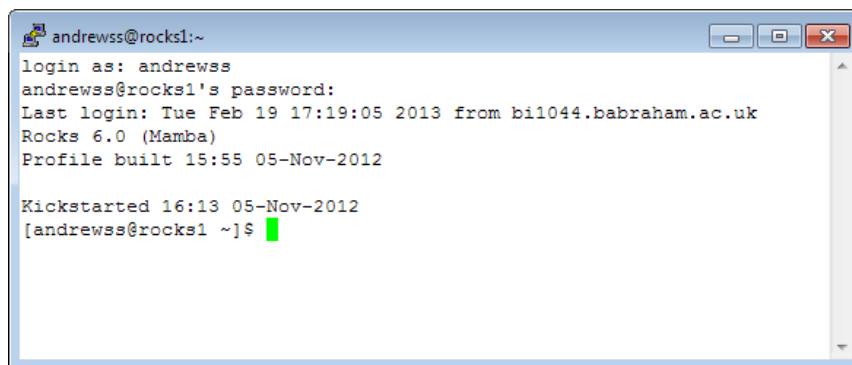 andrewss@rocks1:~
login as: andrewss
andrewss@rocks1's password:
Last login: Tue Feb 19 17:19:05 2013 from bi1044.babraham.ac.uk
Rocks 6.0 (Mamba)
Profile built 15:55 05-Nov-2012
Kickstarted 16:13 05-Nov-2012
[andrewss@rocks1 ~]$